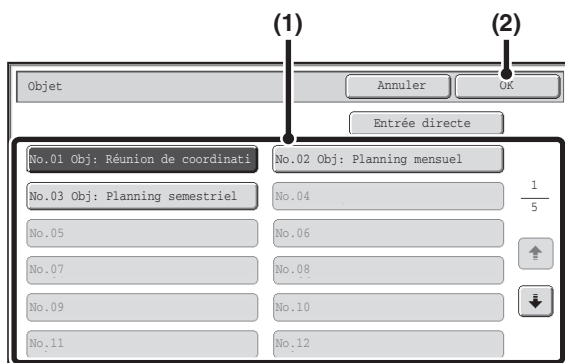 (1) (2)
Objet Annuler OK
Entrée directe
No.01 Obj: Réunion de coordinati No.02 Obj: Planning mensuel
No.03 Obj: Planning semestriel No.04
1
5
No.05 No.06
No.07 No.08
No.09 No.10
No.11 No.12